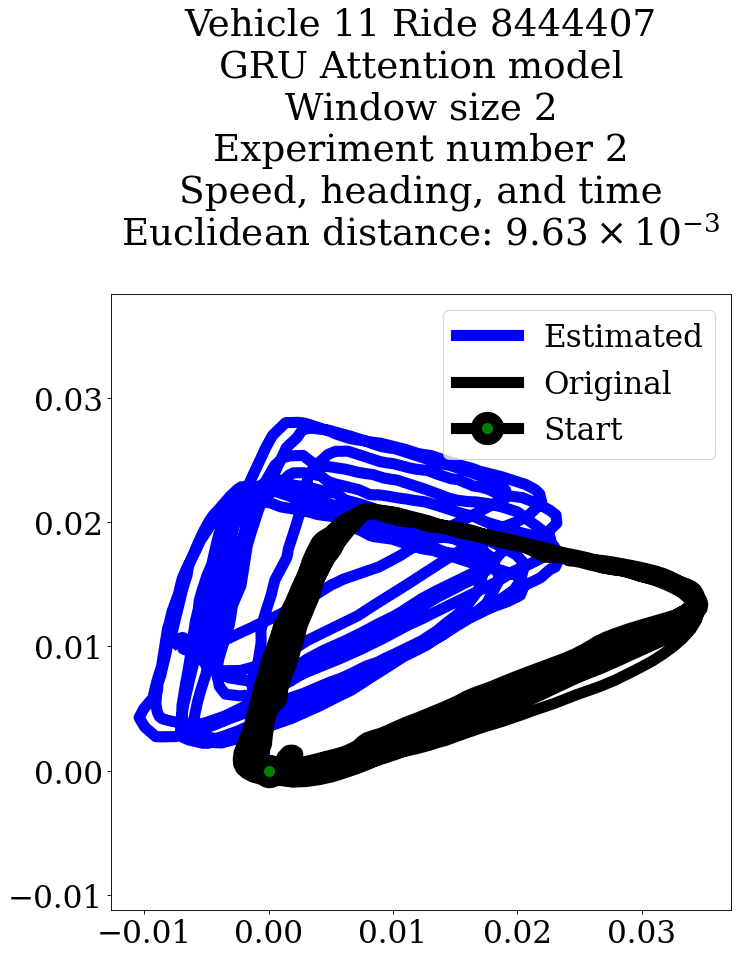 Vehicle 11 Ride 8444407
GRU Attention model
Window size 2
Experiment number 2
Speed, heading, and time
Euclidean distance: 9.63 × 10⁻³
Estimated
Original
Start
0.03
0.02
0.01
0.00
−0.01
−0.01 0.00 0.01 0.02 0.03